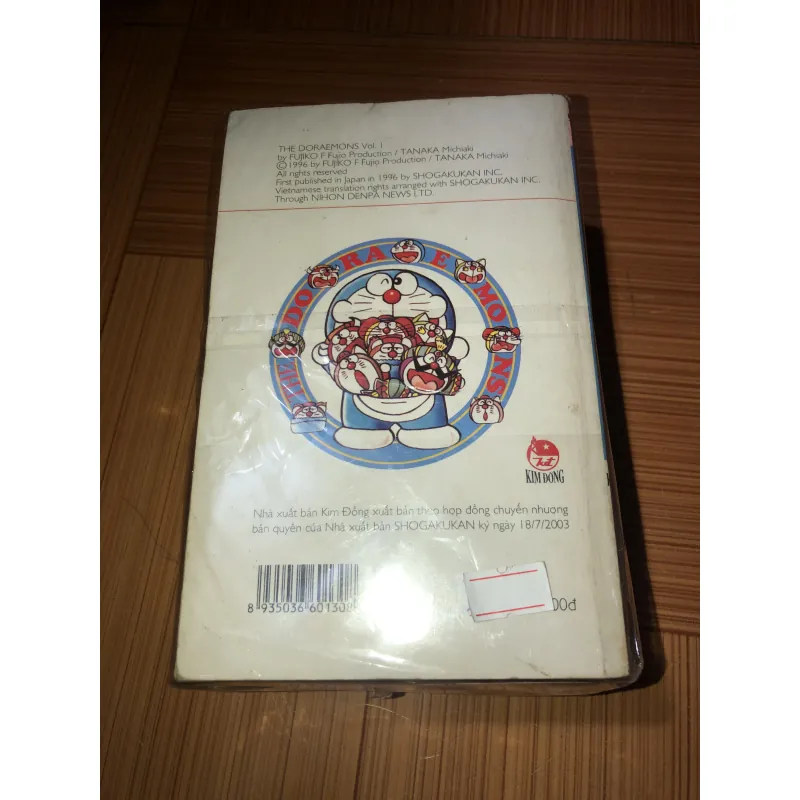 THE DORAEMONS Vol. 1
by FUJIKO F Fujio Production / TANAKA Michiaki
© 1996 by FUJIKO F Fujio Production / TANAKA Michiaki
All rights reserved
First published in Japan in 1996 by SHOGAKUKAN INC.
Vietnamese translation rights arranged with SHOGAKUKAN INC.
Through NIHON DENPA NEWS LTD.
THE DORAEMONS
kđ
KIM ĐỒNG
Nhà xuất bản Kim Đồng xuất bản theo hợp đồng chuyển nhượng
bản quyền của Nhà xuất bản SHOGAKUKAN ký ngày 18/7/2003
8 935036 601308
00đ